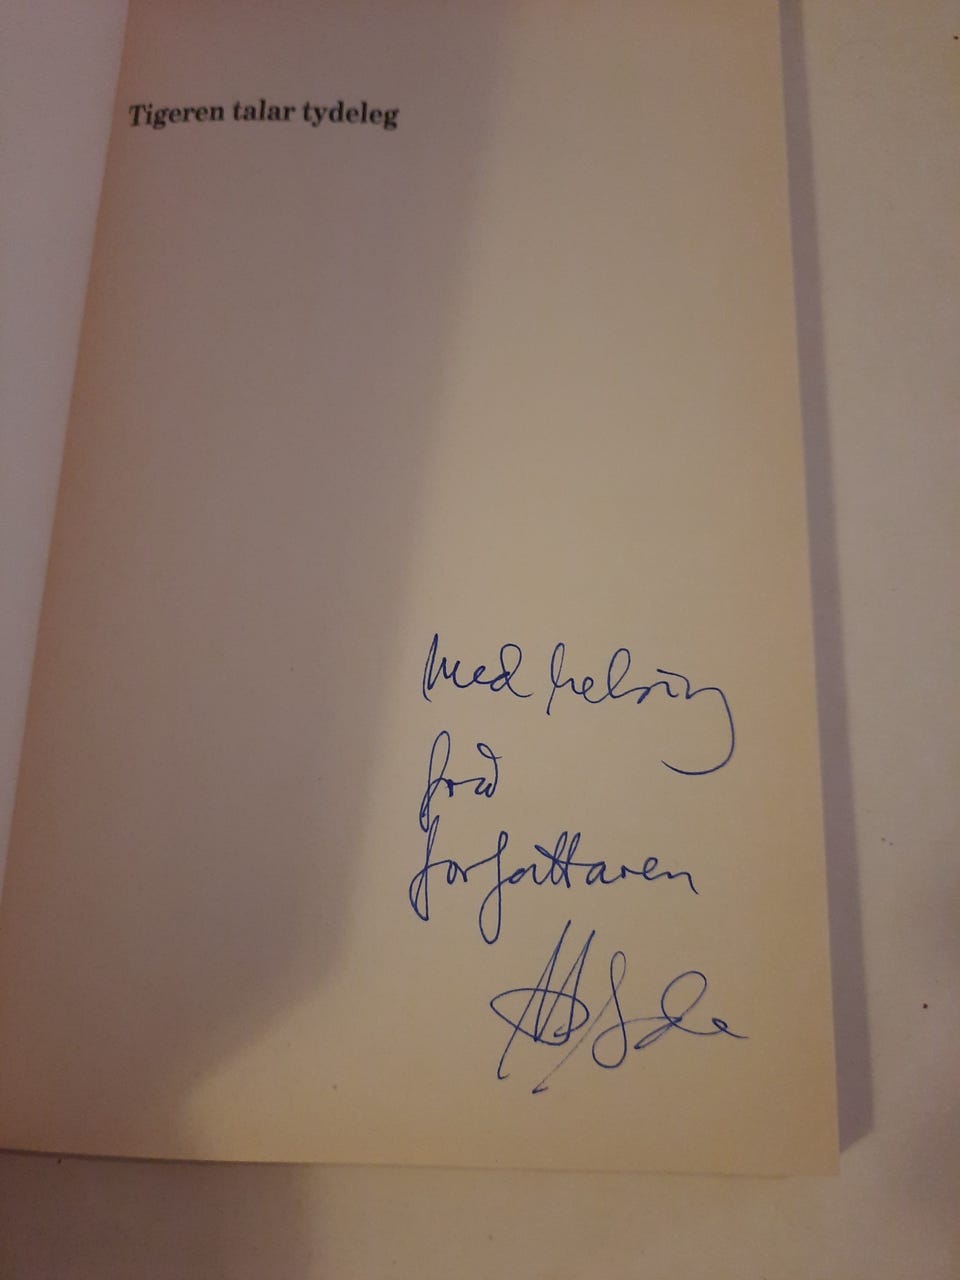 Tigeren talar tydeleg
Med helsing
frå
forfattaren